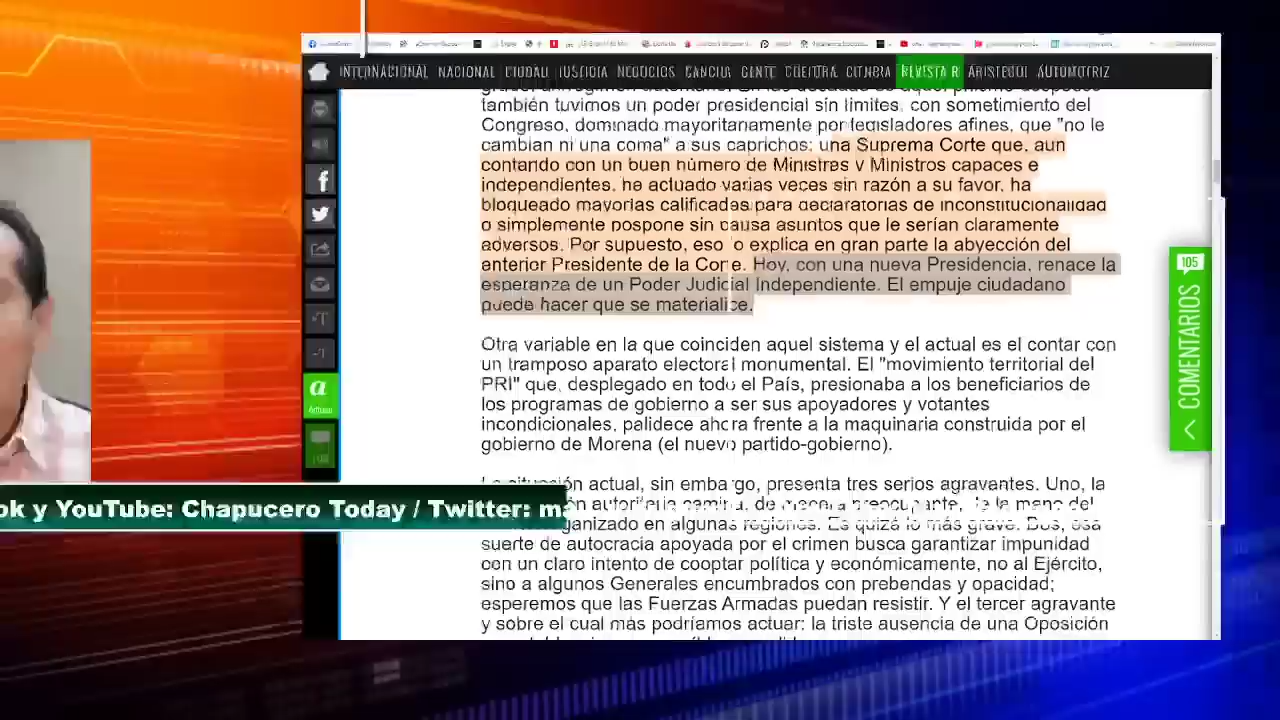 INTERNACIONAL NACIONAL CIUDAD JUSTICIA NEGOCIOS CANCHA GENTE CULTURA CIENCIA REVISTA R ARISTEGUI AUTOMOTRIZ
también tuvimos un poder presidencial sin límites, con sometimiento del
Congreso, dominado mayoritariamente por legisladores afines, que "no le
cambian ni una coma" a sus caprichos; una Suprema Corte que, aun
contando con un buen número de Ministras y Ministros capaces e
independientes, ha actuado varias veces sin razón a su favor, ha
bloqueado mayorías calificadas para declaratorias de inconstitucionalidad
o simplemente pospone sin causa asuntos que le serían claramente
adversos. Por supuesto, eso lo explica en gran parte la abyección del
anterior Presidente de la Corte. Hoy, con una nueva Presidencia, renace la
esperanza de un Poder Judicial Independiente. El empuje ciudadano
puede hacer que se materialice.
Otra variable en la que coinciden aquel sistema y el actual es el contar con
un tramposo aparato electoral monumental. El "movimiento territorial del
PRI" que, desplegado en todo el País, presionaba a los beneficiarios de
los programas de gobierno a ser sus apoyadores y votantes
incondicionales, palidece ahora frente a la maquinaria construida por el
gobierno de Morena (el nuevo partido-gobierno).
situación actual, sin embargo, presenta tres serios agravantes. Uno, la
de la mano del
en algunas regiones. Es quizá lo más grave. Dos, esa
suerte de autocracia apoyada por el crimen busca garantizar impunidad
con un claro intento de cooptar política y económicamente, no al Ejército,
sino a algunos Generales encumbrados con prebendas y opacidad;
esperemos que las Fuerzas Armadas puedan resistir. Y el tercer agravante
y sobre el cual más podríamos actuar: la triste ausencia de una Oposición
105
COMENTARIOS
ok y YouTube: Chapucero Today / Twitter: ma